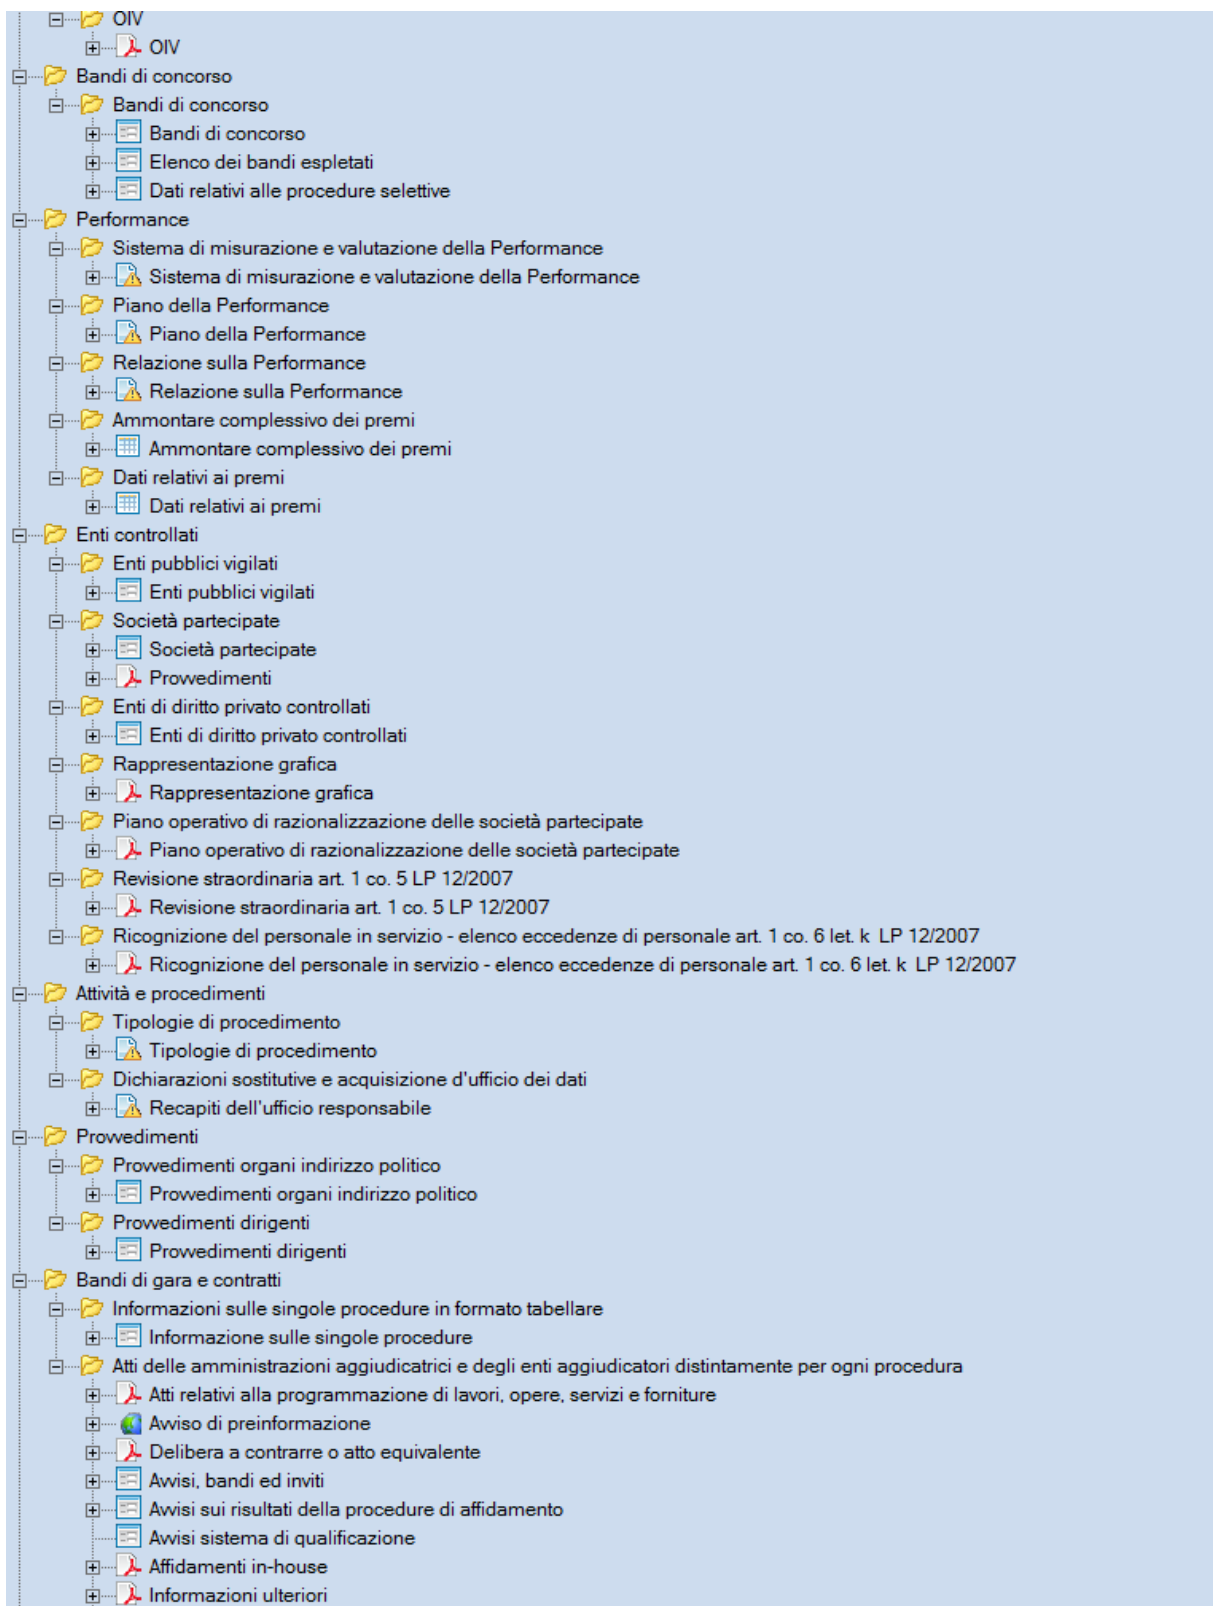 OIV
OIV
Bandi di concorso
Bandi di concorso
Bandi di concorso
Elenco dei bandi espletati
Dati relativi alle procedure selettive
Performance
Sistema di misurazione e valutazione della Performance
Sistema di misurazione e valutazione della Performance
Piano della Performance
Piano della Performance
Relazione sulla Performance
Relazione sulla Performance
Ammontare complessivo dei premi
Ammontare complessivo dei premi
Dati relativi ai premi
Dati relativi ai premi
Enti controllati
Enti pubblici vigilati
Enti pubblici vigilati
Società partecipate
Società partecipate
Provvedimenti
Enti di diritto privato controllati
Enti di diritto privato controllati
Rappresentazione grafica
Rappresentazione grafica
Piano operativo di razionalizzazione delle società partecipate
Piano operativo di razionalizzazione delle società partecipate
Revisione straordinaria art. 1 co. 5 LP 12/2007
Revisione straordinaria art. 1 co. 5 LP 12/2007
Ricognizione del personale in servizio - elenco eccedenze di personale art. 1 co. 6 let. k LP 12/2007
Ricognizione del personale in servizio - elenco eccedenze di personale art. 1 co. 6 let. k LP 12/2007
Attività e procedimenti
Tipologie di procedimento
Tipologie di procedimento
Dichiarazioni sostitutive e acquisizione d'ufficio dei dati
Recapiti dell'ufficio responsabile
Provvedimenti
Provvedimenti organi indirizzo politico
Provvedimenti organi indirizzo politico
Provvedimenti dirigenti
Provvedimenti dirigenti
Bandi di gara e contratti
Informazioni sulle singole procedure in formato tabellare
Informazione sulle singole procedure
Atti delle amministrazioni aggiudicatrici e degli enti aggiudicatori distintamente per ogni procedura
Atti relativi alla programmazione di lavori, opere, servizi e forniture
Avviso di preinformazione
Delibera a contrarre o atto equivalente
Avvisi, bandi ed inviti
Avvisi sui risultati della procedure di affidamento
Avvisi sistema di qualificazione
Affidamenti in-house
Informazioni ulteriori